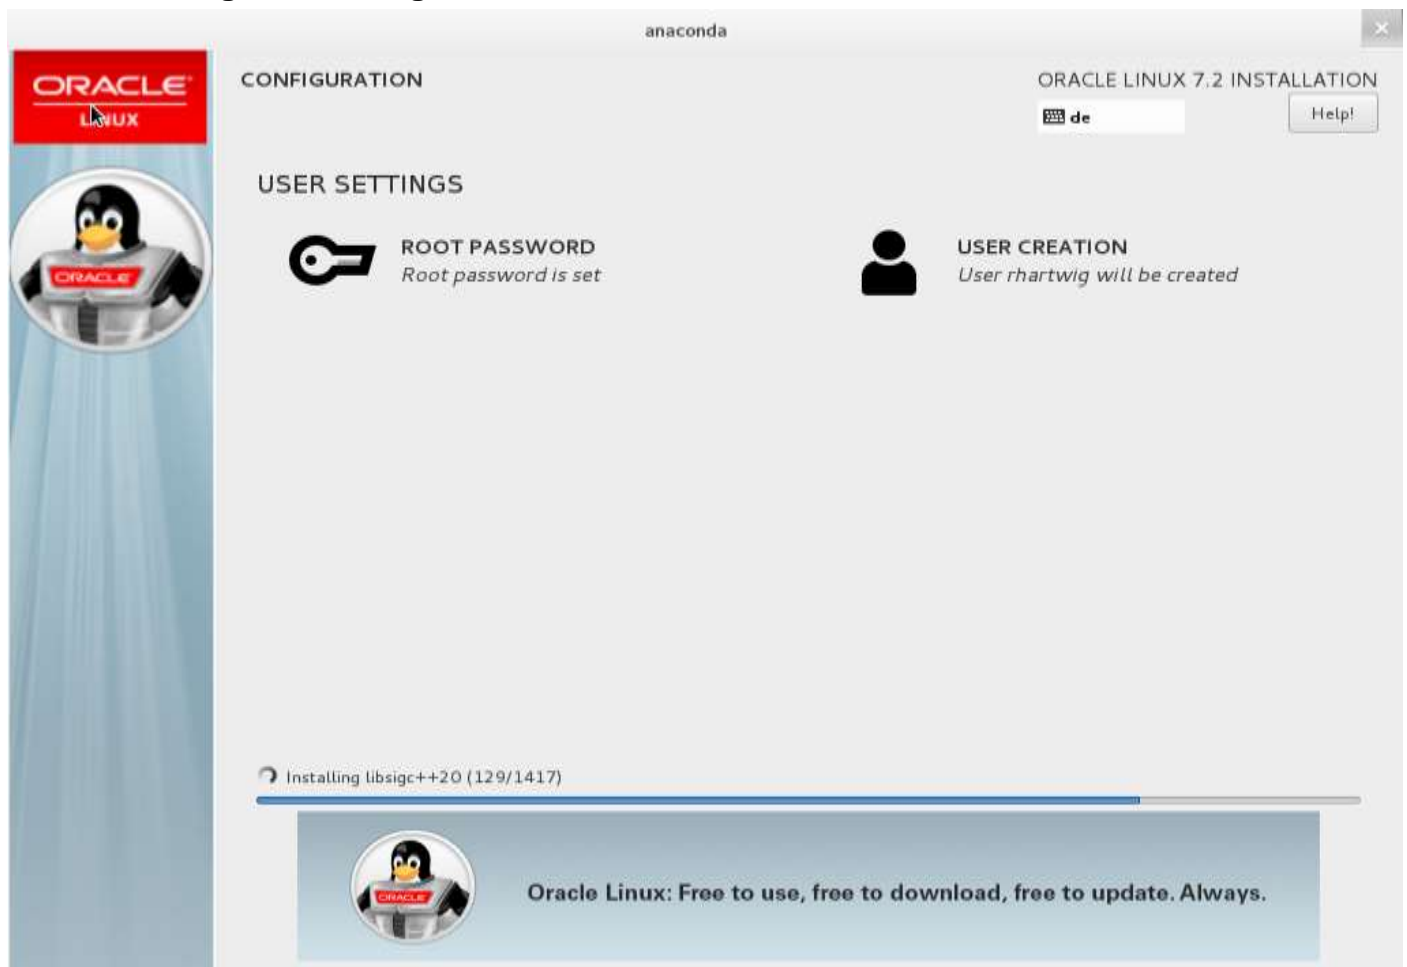 anaconda
ORACLE
LINUX
CONFIGURATION
ORACLE LINUX 7.2 INSTALLATION
de
Help!
USER SETTINGS
ROOT PASSWORD
Root password is set
USER CREATION
User rhartwig will be created
ORACLE
Installing libsigc++20 (129/1417)
ORACLE
Oracle Linux: Free to use, free to download, free to update. Always.